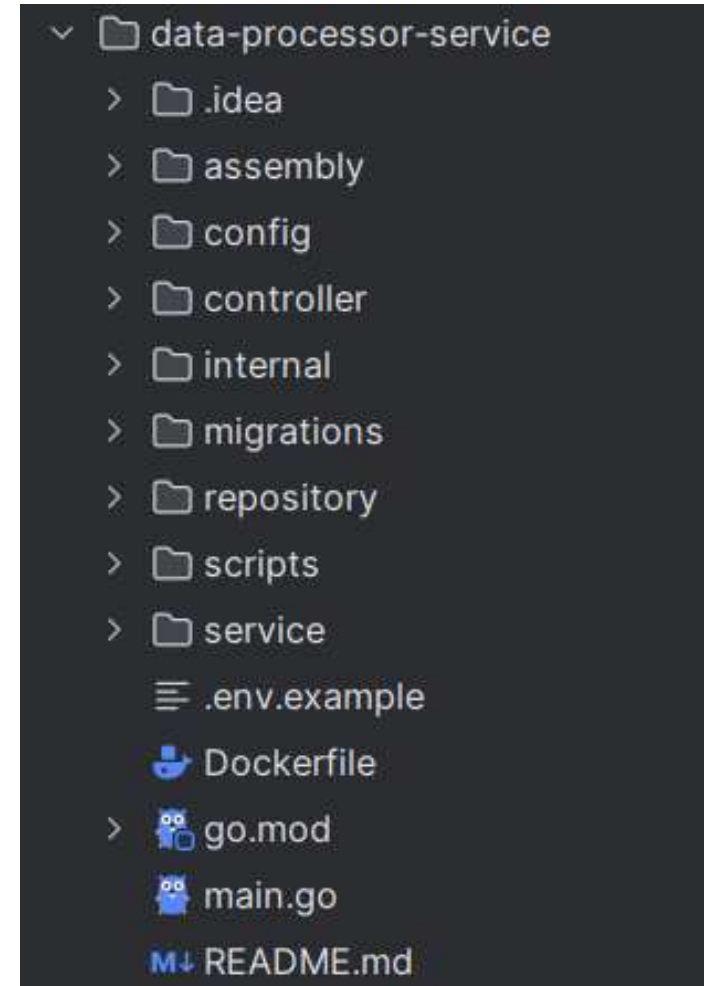 data-processor-service
.idea
assembly
config
controller
internal
migrations
repository
scripts
service
.env.example
Dockerfile
go.mod
main.go
M↓ README.md